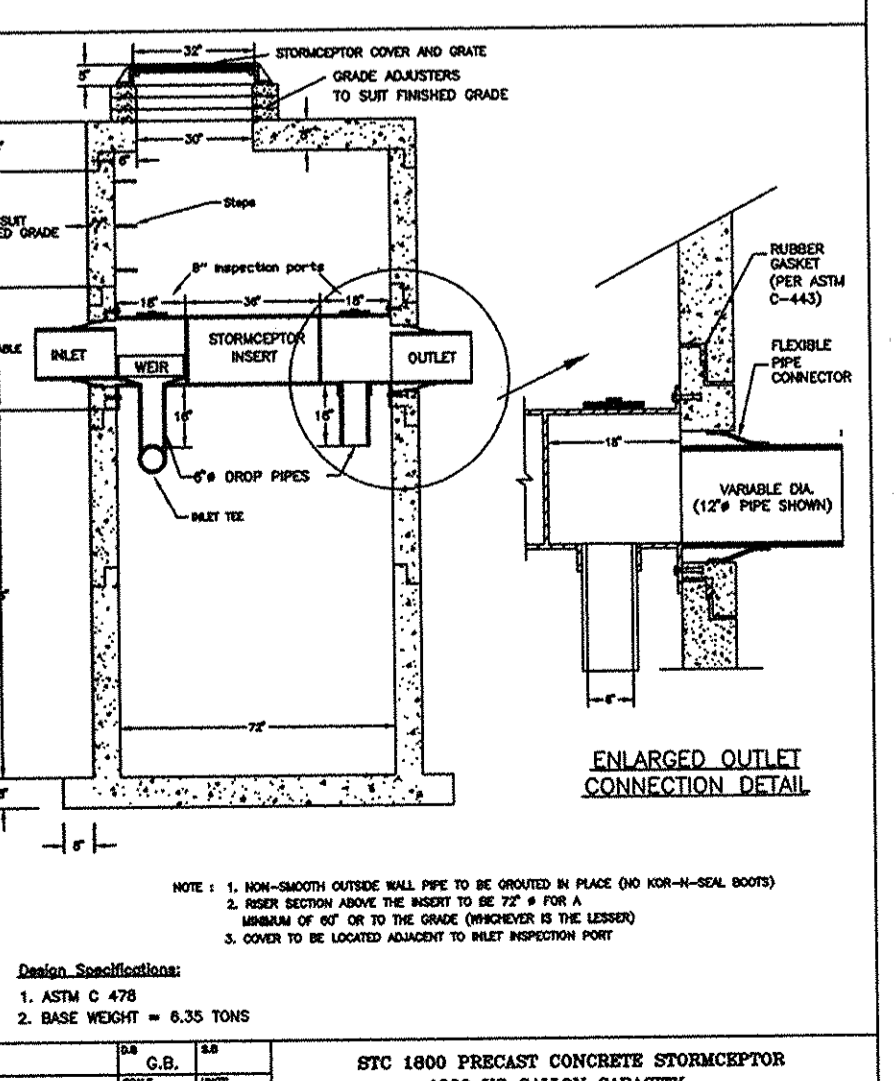 32"
STORMCEPTOR COVER AND GRATE
5"
GRADE ADJUSTERS
TO SUIT FINISHED GRADE
30"
6"
SUIT
ED GRADE
Steps
8" inspection ports
18"
36"
18"
ABLE
INLET
WEIR
STORMCEPTOR
INSERT
OUTLET
16"
16"
6"ø DROP PIPES
INLET TEE
72"
8"
RUBBER
GASKET
(PER ASTM
C-443)
FLEXIBLE
PIPE
CONNECTOR
18"
VARIABLE DIA.
(12"ø PIPE SHOWN)
6"
ENLARGED OUTLET
CONNECTION DETAIL
NOTE : 1. NON-SMOOTH OUTSIDE WALL PIPE TO BE GROUTED IN PLACE (NO KOR-N-SEAL BOOTS)
2. RISER SECTION ABOVE THE INSERT TO BE 72" ø FOR A
MINIMUM OF 60" OR TO THE GRADE (WHICHEVER IS THE LESSER)
3. COVER TO BE LOCATED ADJACENT TO INLET INSPECTION PORT
Design Specifications:
1. ASTM C 478
2. BASE WEIGHT = 6.35 TONS
G.B.
STC 1800 PRECAST CONCRETE STORMCEPTOR
GALLON CAPACITY